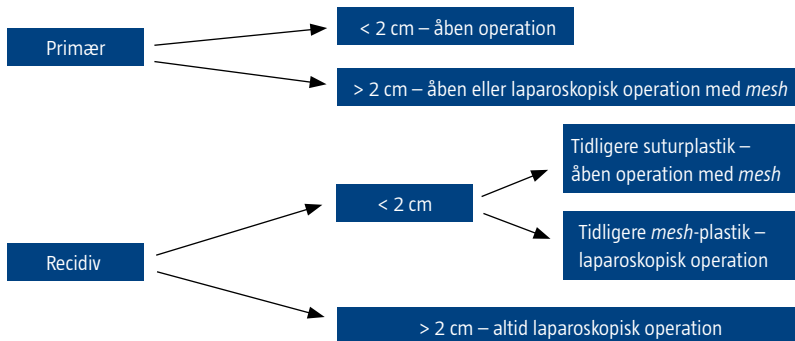 Primær
< 2 cm – åben operation
> 2 cm – åben eller laparoskopisk operation med mesh
Recidiv
< 2 cm
Tidligere suturplastik –
åben operation med mesh
Tidligere mesh-plastik –
laparoskopisk operation
> 2 cm – altid laparoskopisk operation